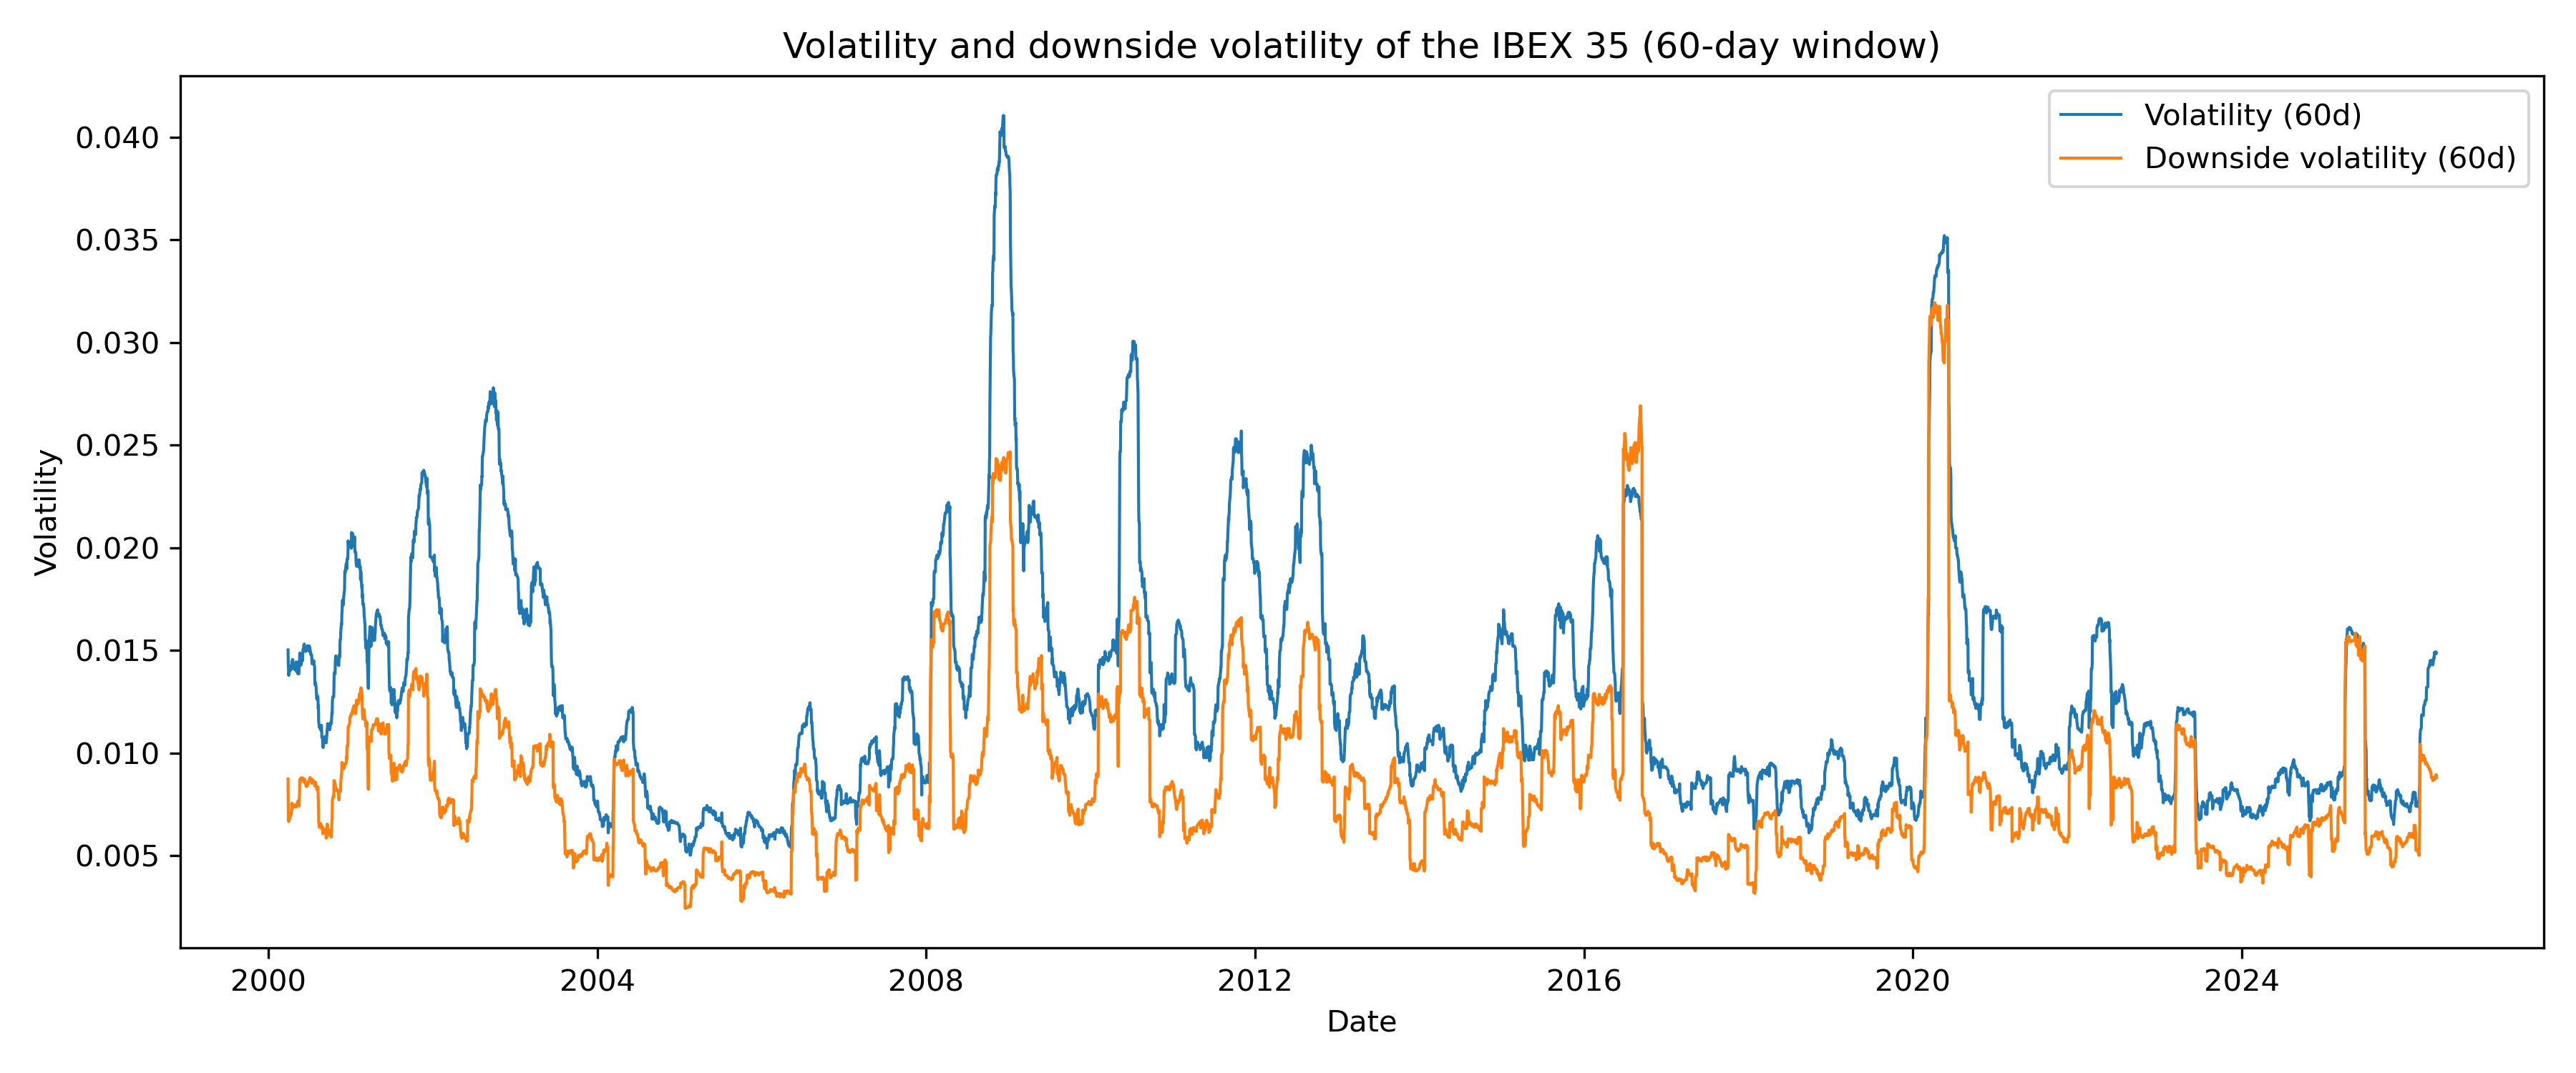 Volatility and downside volatility of the IBEX 35 (60-day window)
Volatility (60d)
Downside volatility (60d)
Volatility
0.040
0.035
0.030
0.025
0.020
0.015
0.010
0.005
2000 2004 2008 2012 2016 2020 2024
Date